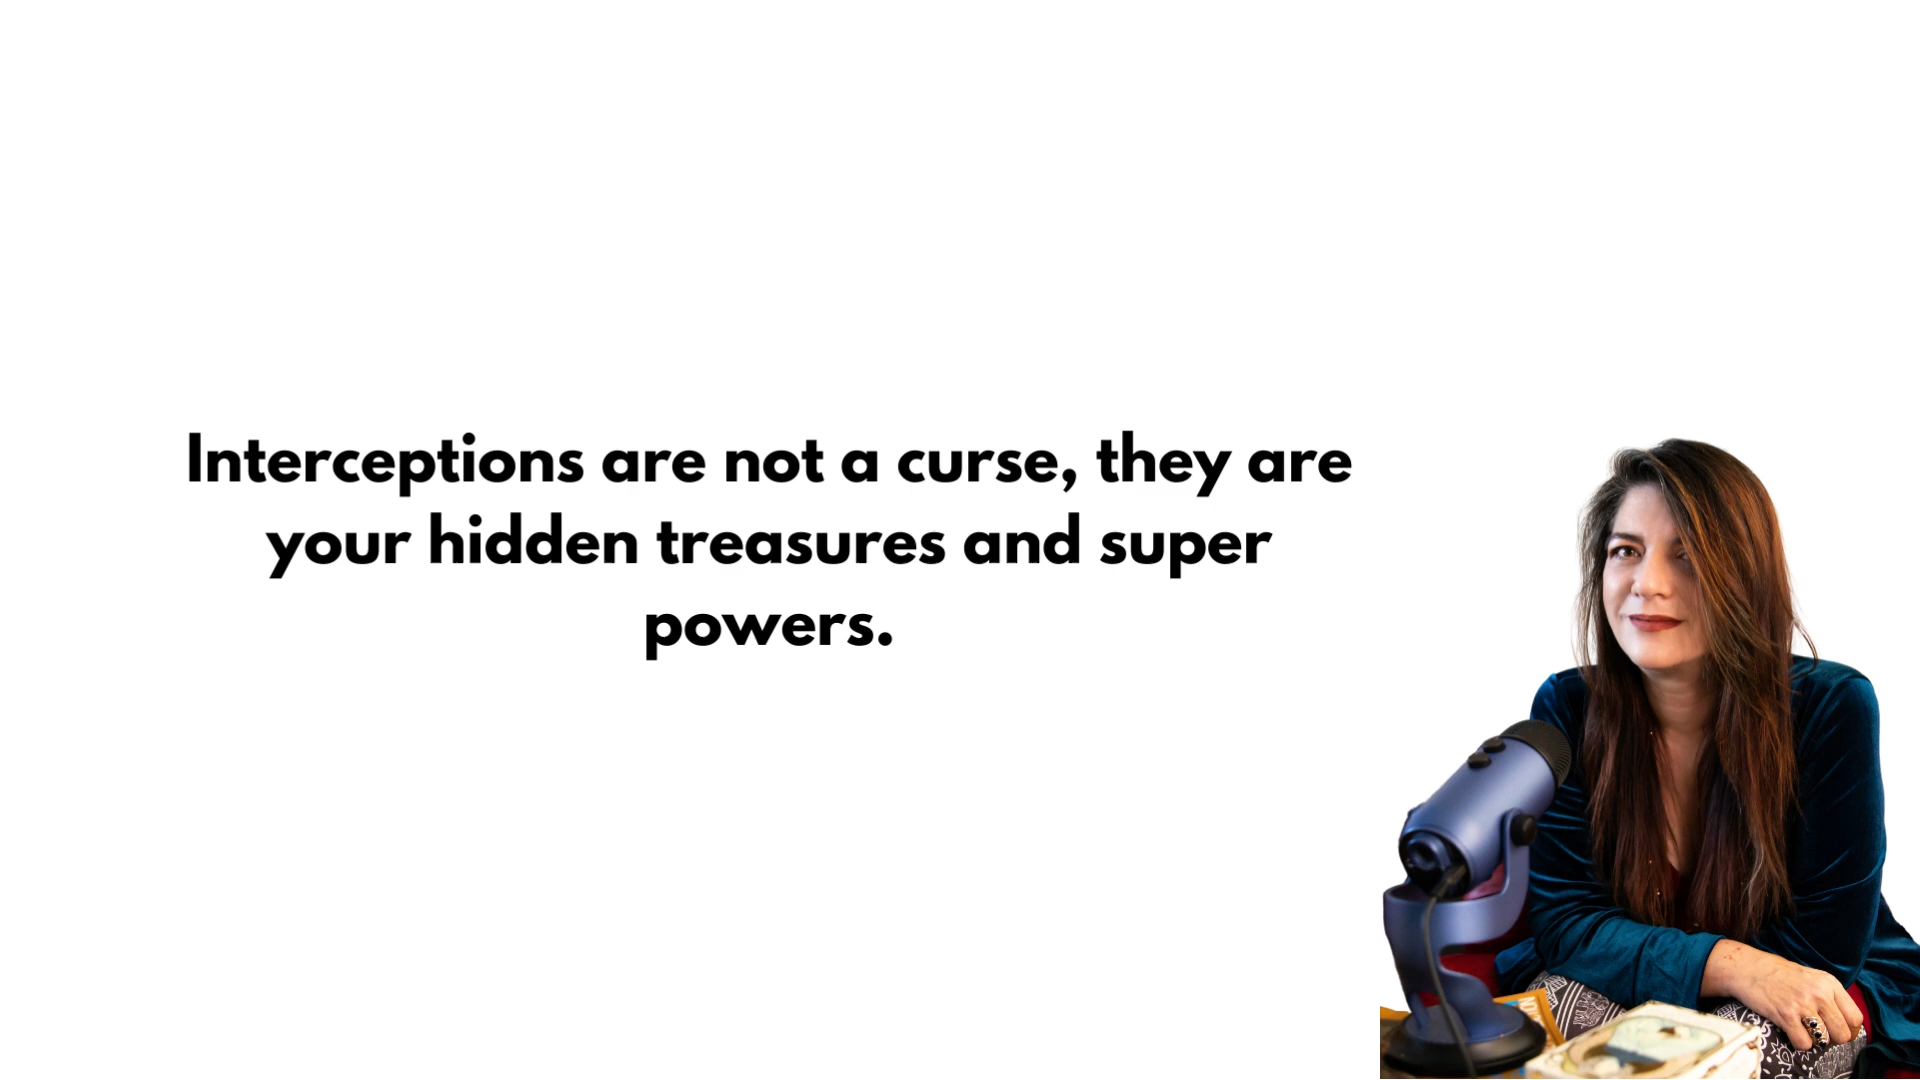 Interceptions are not a curse, they are
your hidden treasures and super
powers.